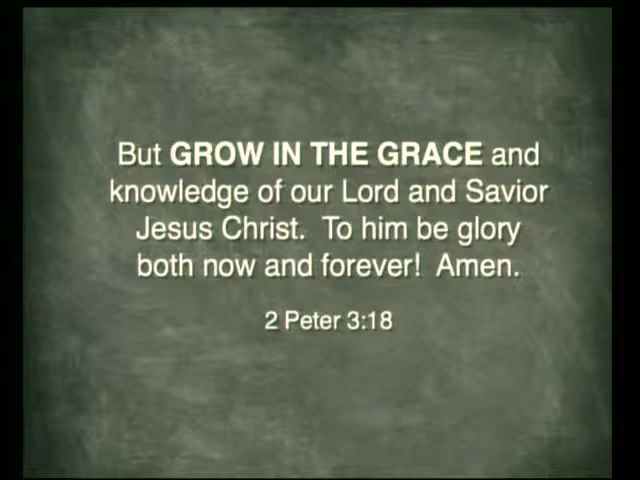 But GROW IN THE GRACE and
knowledge of our Lord and Savior
Jesus Christ.  To him be glory
both now and forever!  Amen.
2 Peter 3:18